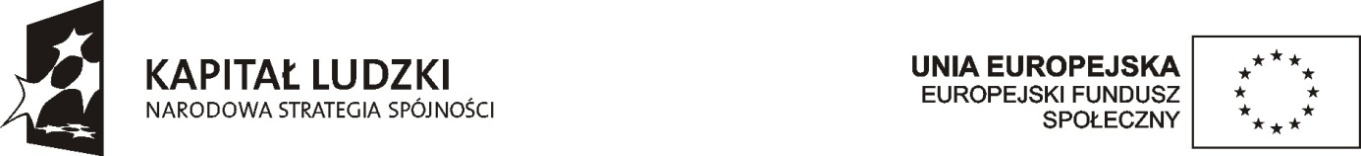 KAPITAŁ LUDZKI
NARODOWA STRATEGIA SPÓJNOŚCI
UNIA EUROPEJSKA
EUROPEJSKI FUNDUSZ
SPOŁECZNY